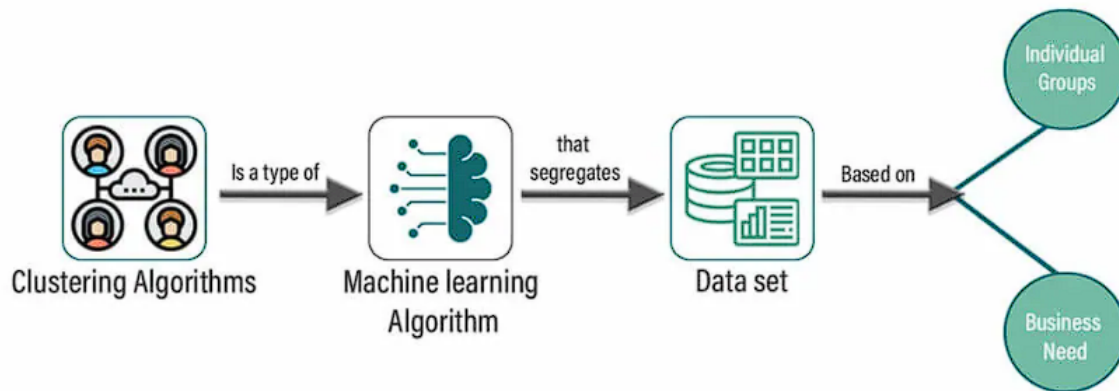 Clustering Algorithms
Is a type of
Machine learning
Algorithm
that
segregates
Data set
Based on
Individual
Groups
Business
Need